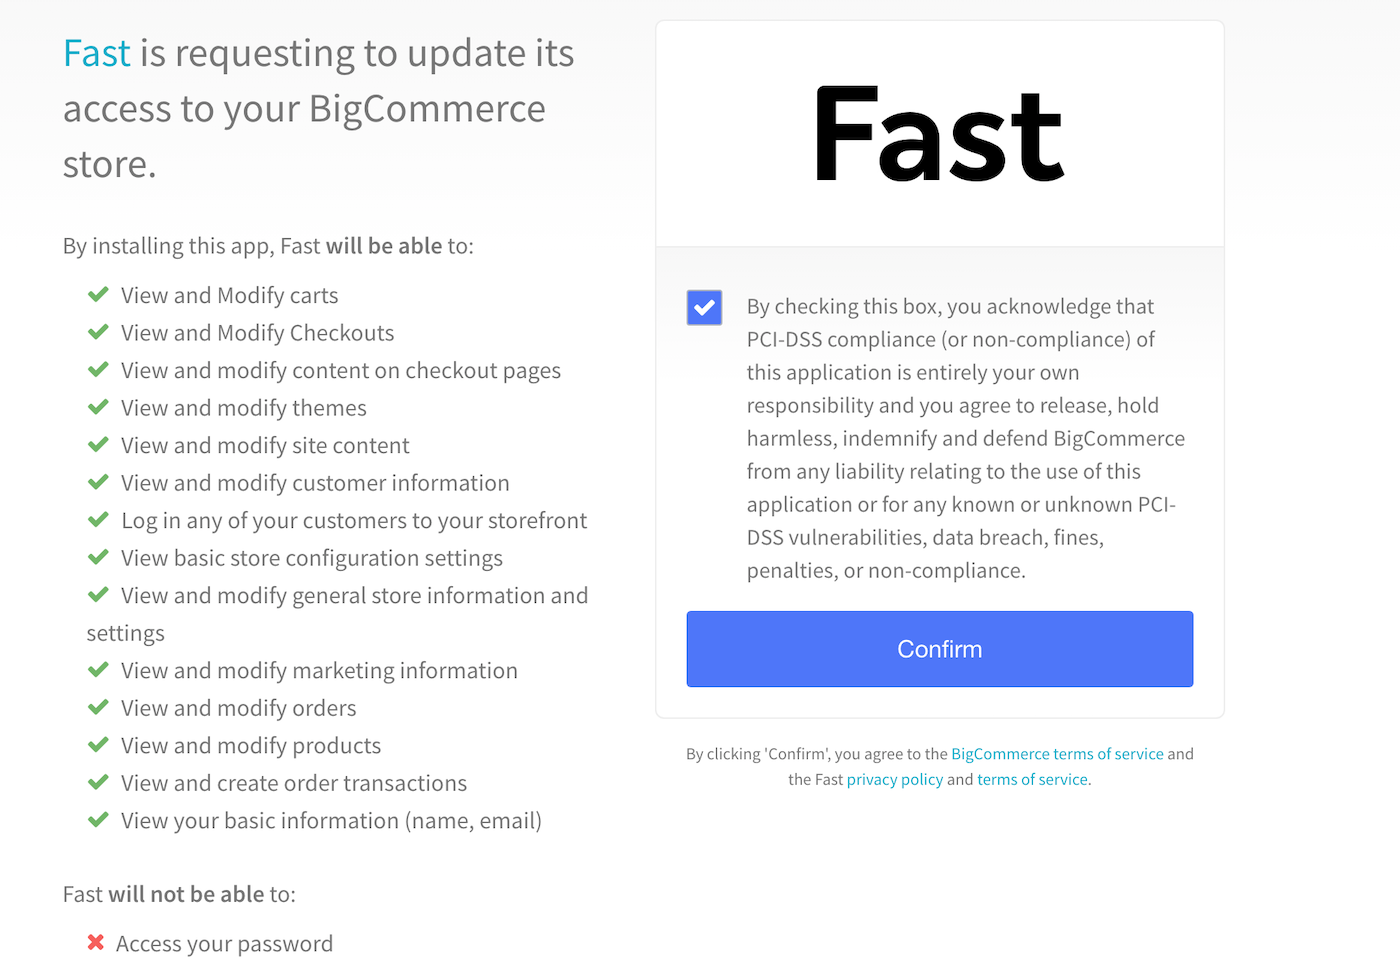 Fast is requesting to update its
access to your BigCommerce
store.
By installing this app, Fast will be able to:
View and Modify carts
View and Modify Checkouts
View and modify content on checkout pages
View and modify themes
View and modify site content
View and modify customer information
Log in any of your customers to your storefront
View basic store configuration settings
View and modify general store information and
settings
View and modify marketing information
View and modify orders
View and modify products
View and create order transactions
View your basic information (name, email)
Fast will not be able to:
Access your password
Fast
By checking this box, you acknowledge that
PCI-DSS compliance (or non-compliance) of
this application is entirely your own
responsibility and you agree to release, hold
harmless, indemnify and defend BigCommerce
from any liability relating to the use of this
application or for any known or unknown PCI-
DSS vulnerabilities, data breach, fines,
penalties, or non-compliance.
Confirm
By clicking 'Confirm', you agree to the BigCommerce terms of service and
the Fast privacy policy and terms of service.